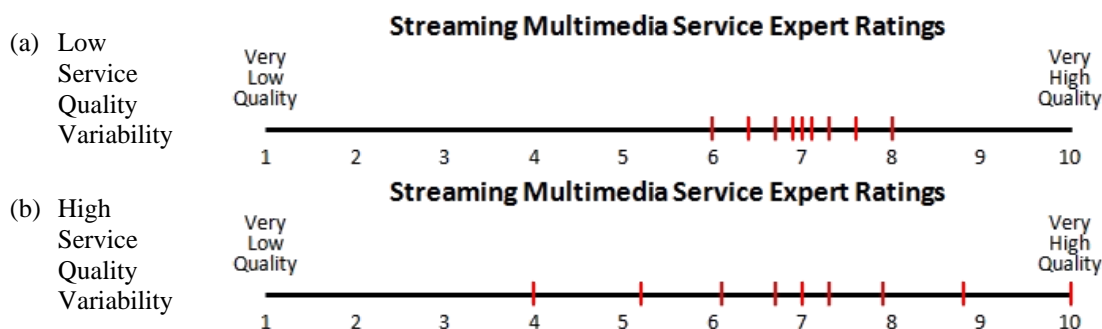 Streaming Multimedia Service Expert Ratings
(a) Low
Service
Quality
Variability
Very
Low
Quality
Very
High
Quality
1 2 3 4 5 6 7 8 9 10
Streaming Multimedia Service Expert Ratings
(b) High
Service
Quality
Variability
Very
Low
Quality
Very
High
Quality
1 2 3 4 5 6 7 8 9 10